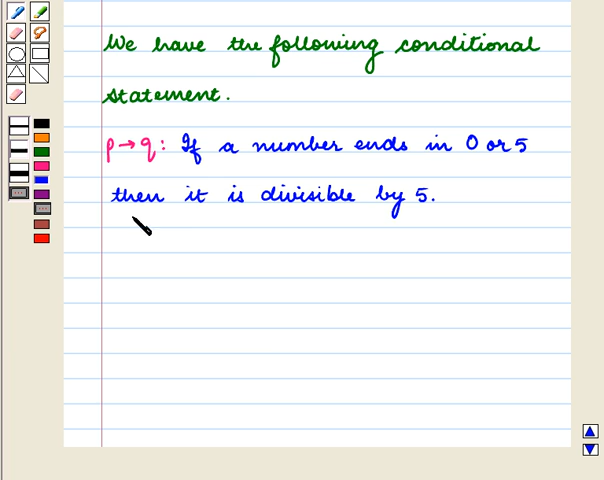 We have the following conditional
statement.
p→q: If a number ends in 0 or 5
then it is divisible by 5.